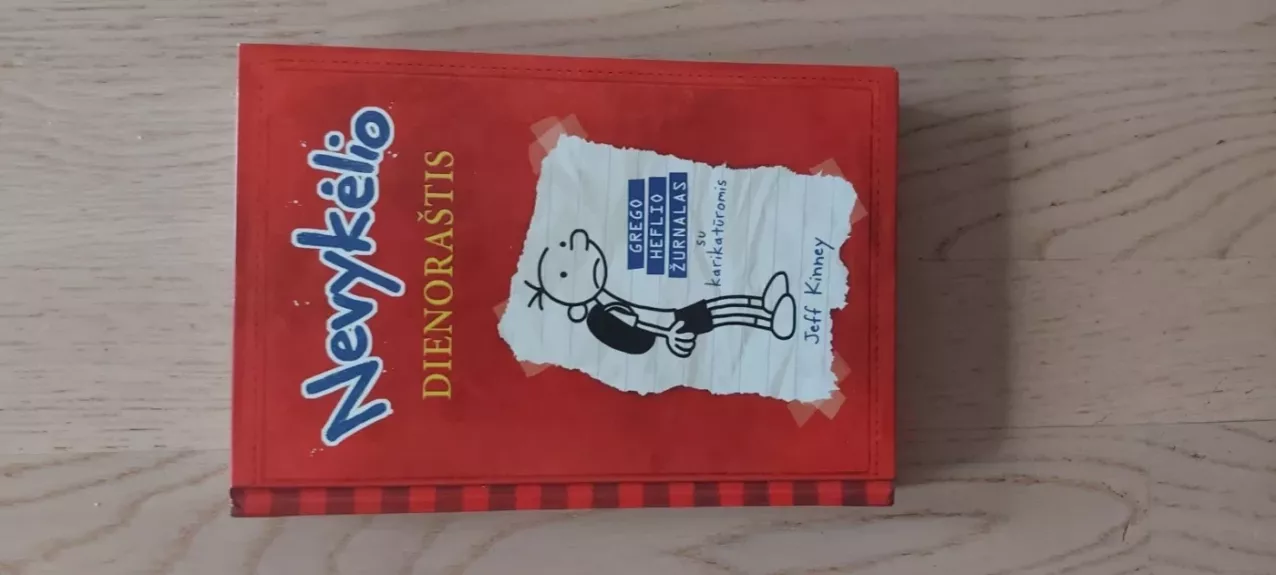 Nevykėlio
DIENORAŠTIS
GREGO
HEFLIO
ŽURNALAS
su
karikatūromis
Jeff Kinney